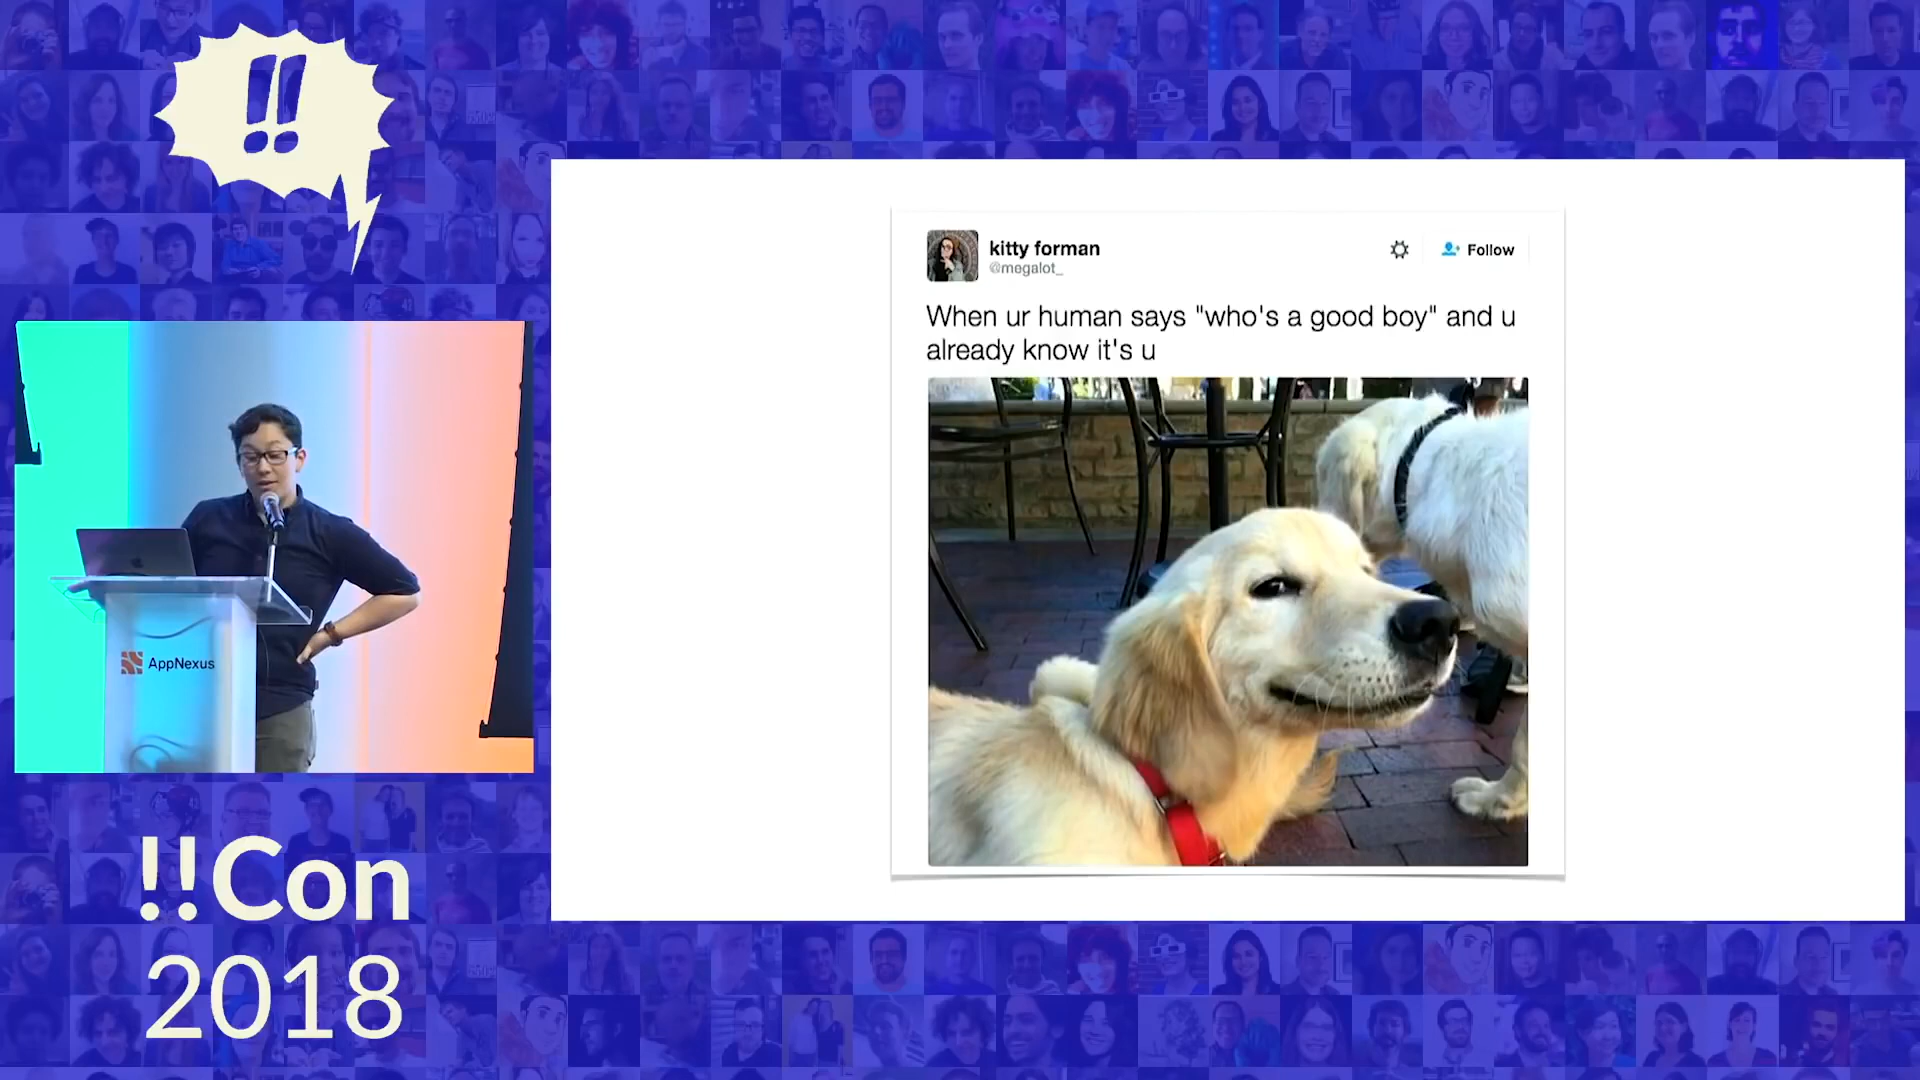 !!
kitty forman
@megalot_
Follow
When ur human says "who's a good boy" and u
already know it's u
AppNexus
!!Con
2018